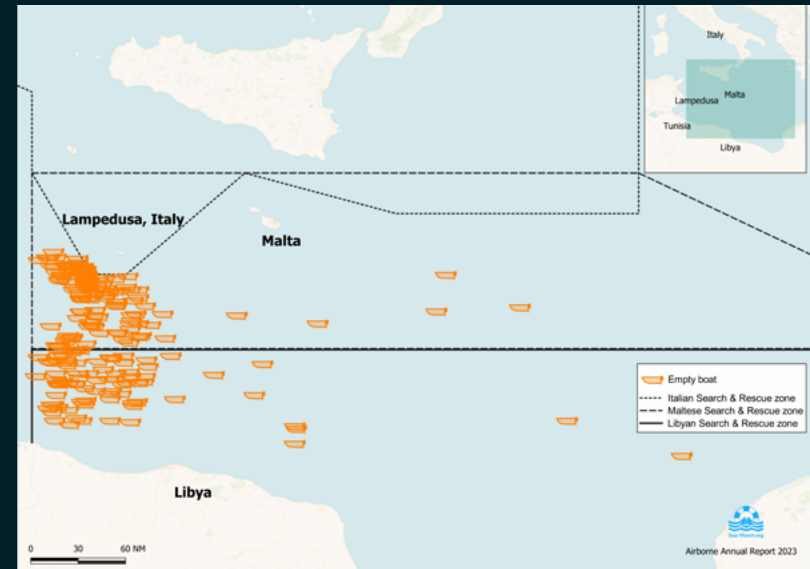 Italy
Malta
Lampedusa
Tunisia
Libya
Lampedusa, Italy
Malta
Empty boat
Italian Search & Rescue zone
Maltese Search & Rescue zone
Libyan Search & Rescue zone
Libya
Sea-Watch.org
0 30 60 NM
Airborne Annual Report 2023